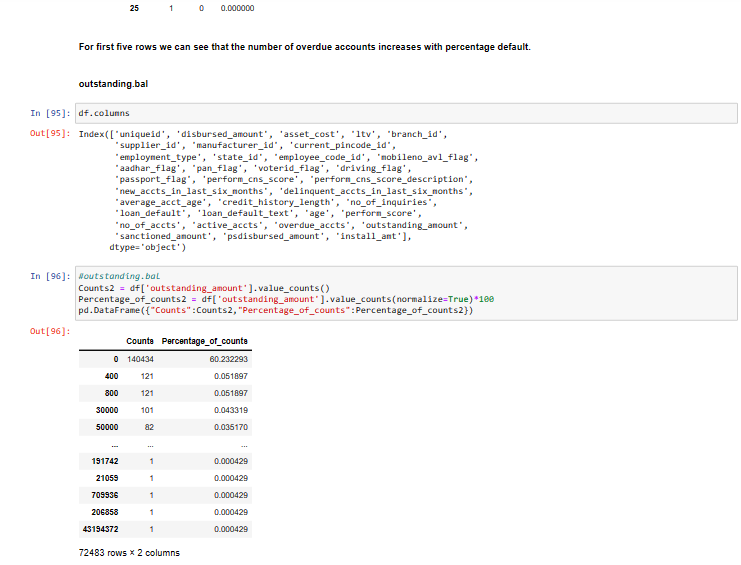 25 1 0 0.000000
For first five rows we can see that the number of overdue accounts increases with percentage default.
outstanding.bal
In [95]: df.columns
Out[95]: Index(['uniqueid', 'disbursed_amount', 'asset_cost', 'ltv', 'branch_id',
'supplier_id', 'manufacturer_id', 'current_pincode_id',
'employment_type', 'state_id', 'employee_code_id', 'mobileno_avl_flag',
'aadhar_flag', 'pan_flag', 'voterid_flag', 'driving_flag',
'passport_flag', 'perform_cns_score', 'perform_cns_score_description',
'new_accts_in_last_six_months', 'delinquent_accts_in_last_six_months',
'average_acct_age', 'credit_history_length', 'no_of_inquiries',
'loan_default', 'loan_default_text', 'age', 'perform_score',
'no_of_accts', 'active_accts', 'overdue_accts', 'outstanding_amount',
'sanctioned_amount', 'psdisbursed_amount', 'install_amt'],
dtype='object')
In [96]: #outstanding.bal
Counts2 = df['outstanding_amount'].value_counts()
Percentage_of_counts2 = df['outstanding_amount'].value_counts(normalize=True)*100
pd.DataFrame({"Counts":Counts2,"Percentage_of_counts":Percentage_of_counts2})
Out[96]:
Counts Percentage_of_counts
0 140434 60.232293
400 121 0.051897
800 121 0.051897
30000 101 0.043319
50000 82 0.035170
... ... ...
191742 1 0.000429
21059 1 0.000429
709936 1 0.000429
206858 1 0.000429
43194372 1 0.000429
72483 rows × 2 columns